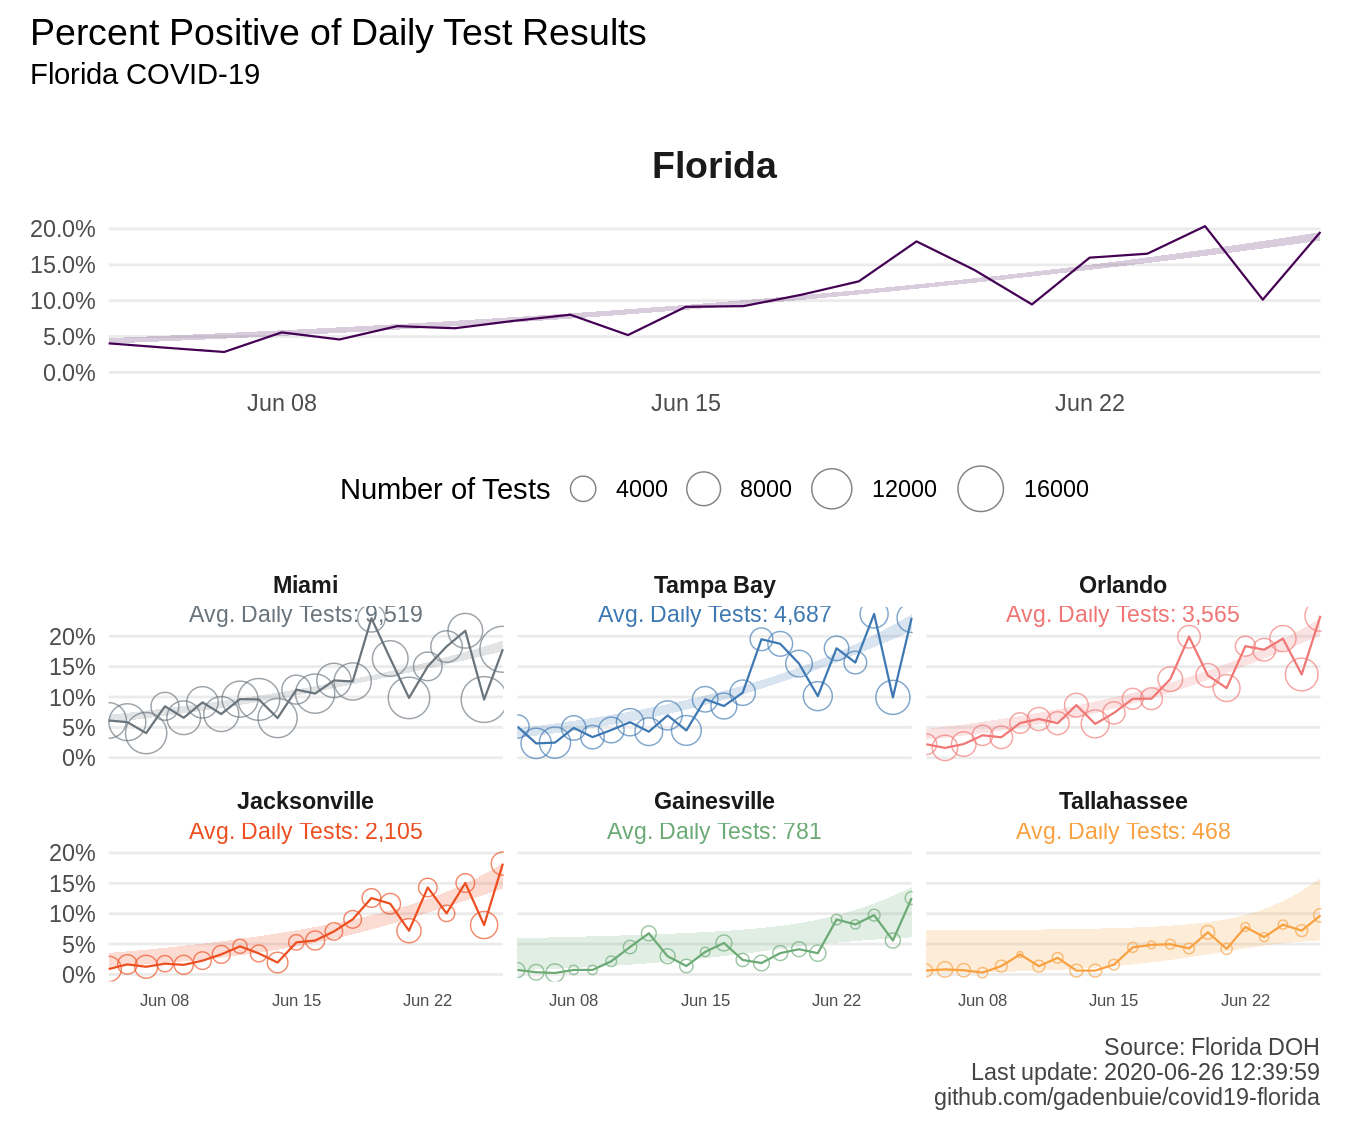 Percent Positive of Daily Test Results
Florida COVID-19
Florida
20.0%
15.0%
10.0%
5.0%
0.0%
Jun 08 Jun 15 Jun 22
Number of Tests 4000 8000 12000 16000
Miami Tampa Bay Orlando
Avg. Daily Tests: 9,519 Avg. Daily Tests: 4,687 Avg. Daily Tests: 3,565
20%
15%
10%
5%
0%
Jacksonville Gainesville Tallahassee
Avg. Daily Tests: 2,105 Avg. Daily Tests: 781 Avg. Daily Tests: 468
20%
15%
10%
5%
0%
Jun 08 Jun 15 Jun 22 Jun 08 Jun 15 Jun 22 Jun 08 Jun 15 Jun 22
Source: Florida DOH
Last update: 2020-06-26 12:39:59
github.com/gadenbuie/covid19-florida